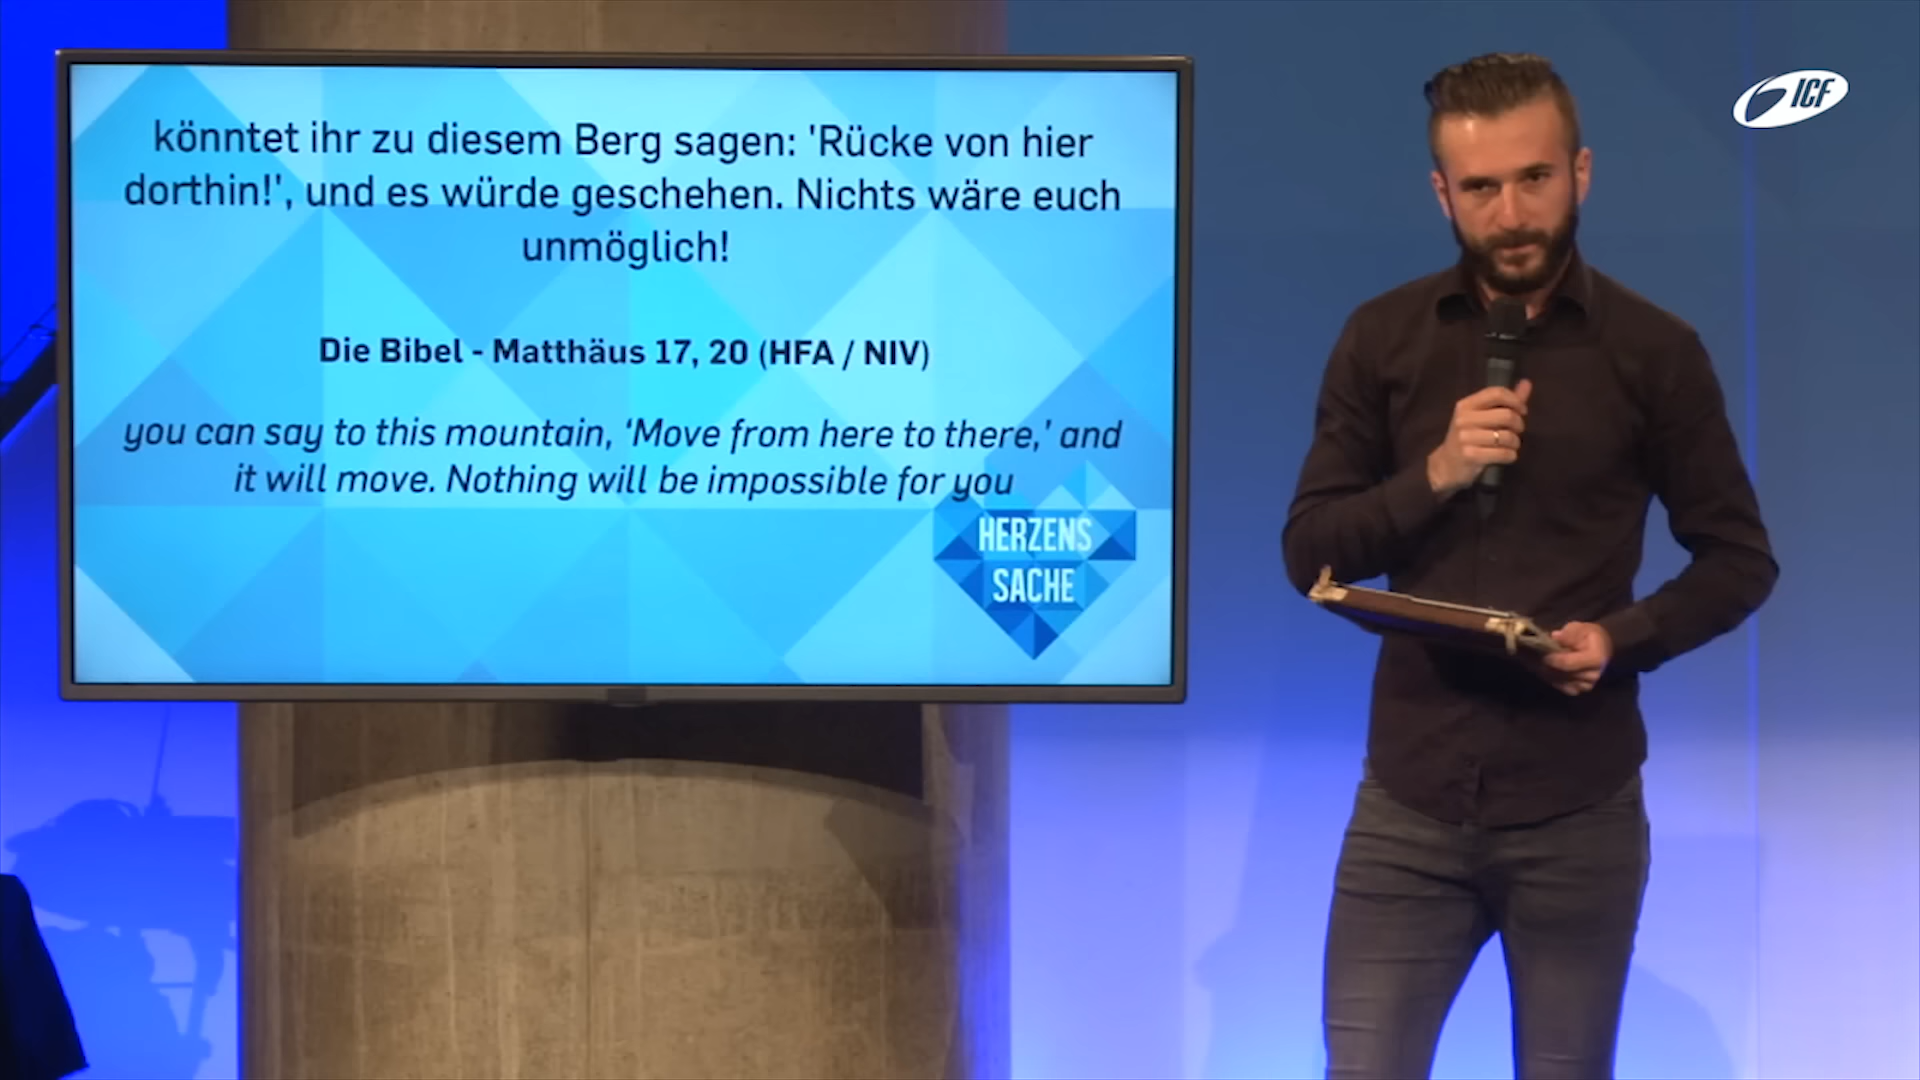 könntet ihr zu diesem Berg sagen: 'Rücke von hier
dorthin!', und es würde geschehen. Nichts wäre euch
unmöglich!
Die Bibel - Matthäus 17, 20 (HFA / NIV)
you can say to this mountain, ‘Move from here to there,’ and
it will move. Nothing will be impossible for you
HERZENS
SACHE
ICF